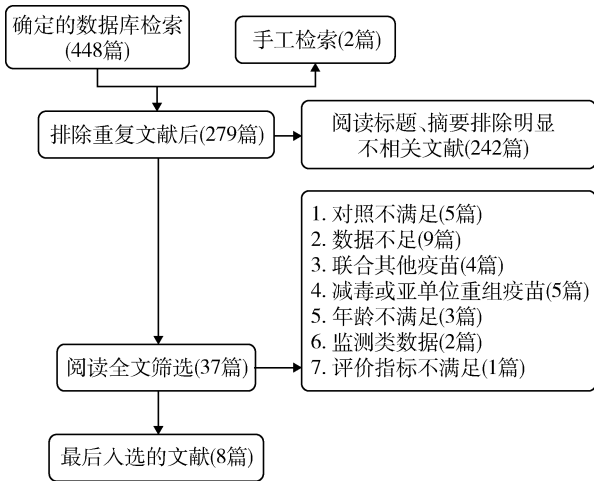 确定的数据库检索
(448篇)
手工检索(2篇)
排除重复文献后(279篇)
阅读标题、摘要排除明显
不相关文献(242篇)
1. 对照不满足(5篇)
2. 数据不足(9篇)
3. 联合其他疫苗(4篇)
4. 减毒或亚单位重组疫苗(5篇)
5. 年龄不满足(3篇)
6. 监测类数据(2篇)
7. 评价指标不满足(1篇)
阅读全文筛选(37篇)
最后入选的文献(8篇)